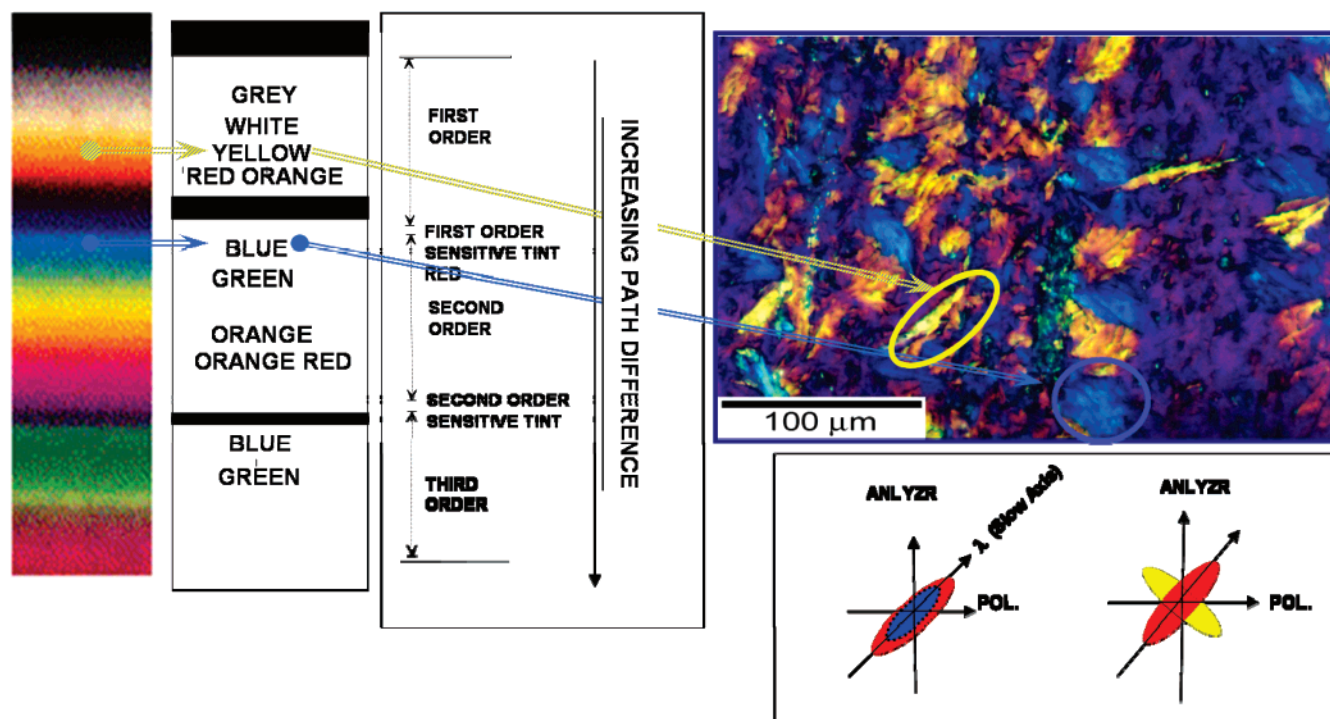 GREY
WHITE
YELLOW
RED ORANGE
BLUE
GREEN
ORANGE
ORANGE RED
BLUE
GREEN
FIRST
ORDER
FIRST ORDER
SENSITIVE TINT
RED
SECOND
ORDER
SECOND ORDER
SENSITIVE TINT
THIRD
ORDER
INCREASING PATH DIFFERENCE
100 μm
ANLYZR
λ (Slow Axis)
POL.
ANLYZR
POL.